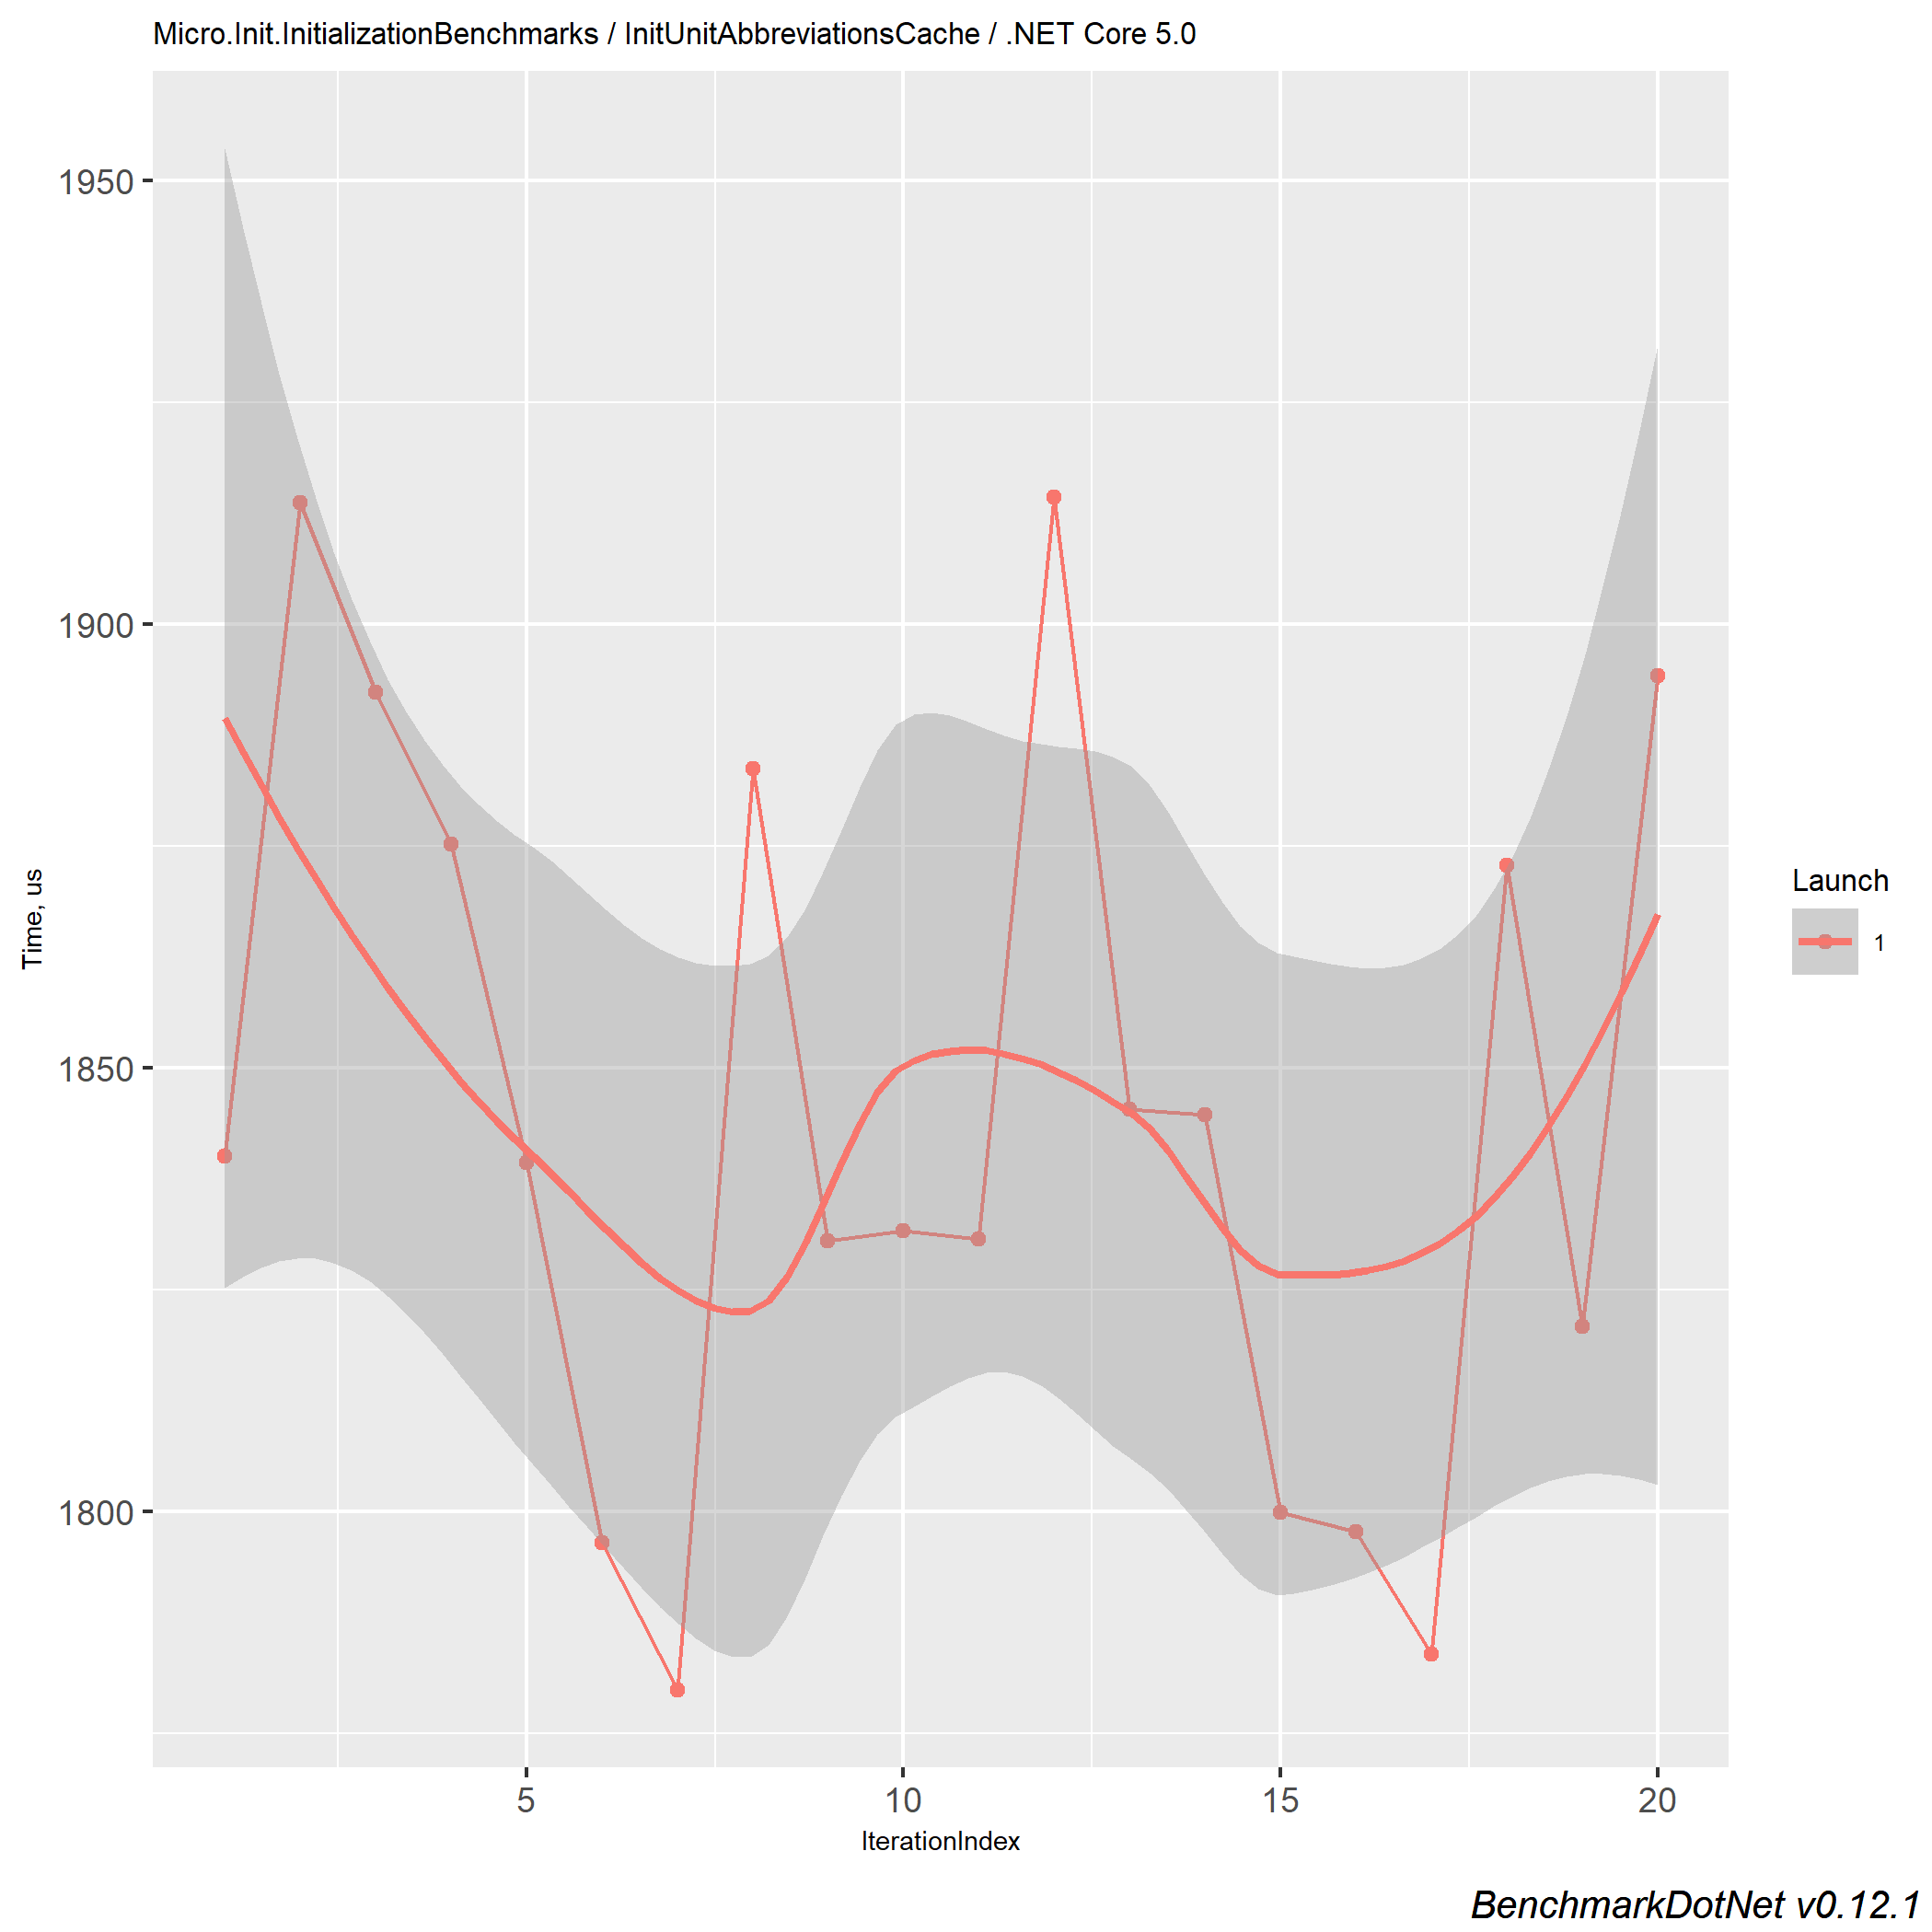 Micro.Init.InitializationBenchmarks / InitUnitAbbreviationsCache / .NET Core 5.0
1950
1900
1850
1800
Time, us
5 10 15 20
IterationIndex
Launch
1
BenchmarkDotNet v0.12.1